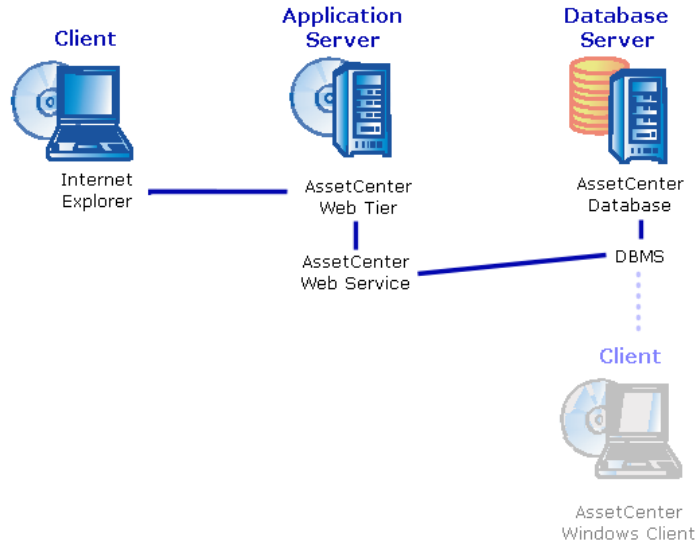 Client
Application
Server
Database
Server
Internet
Explorer
AssetCenter
Web Tier
AssetCenter
Web Service
AssetCenter
Database
DBMS
Client
AssetCenter
Windows Client